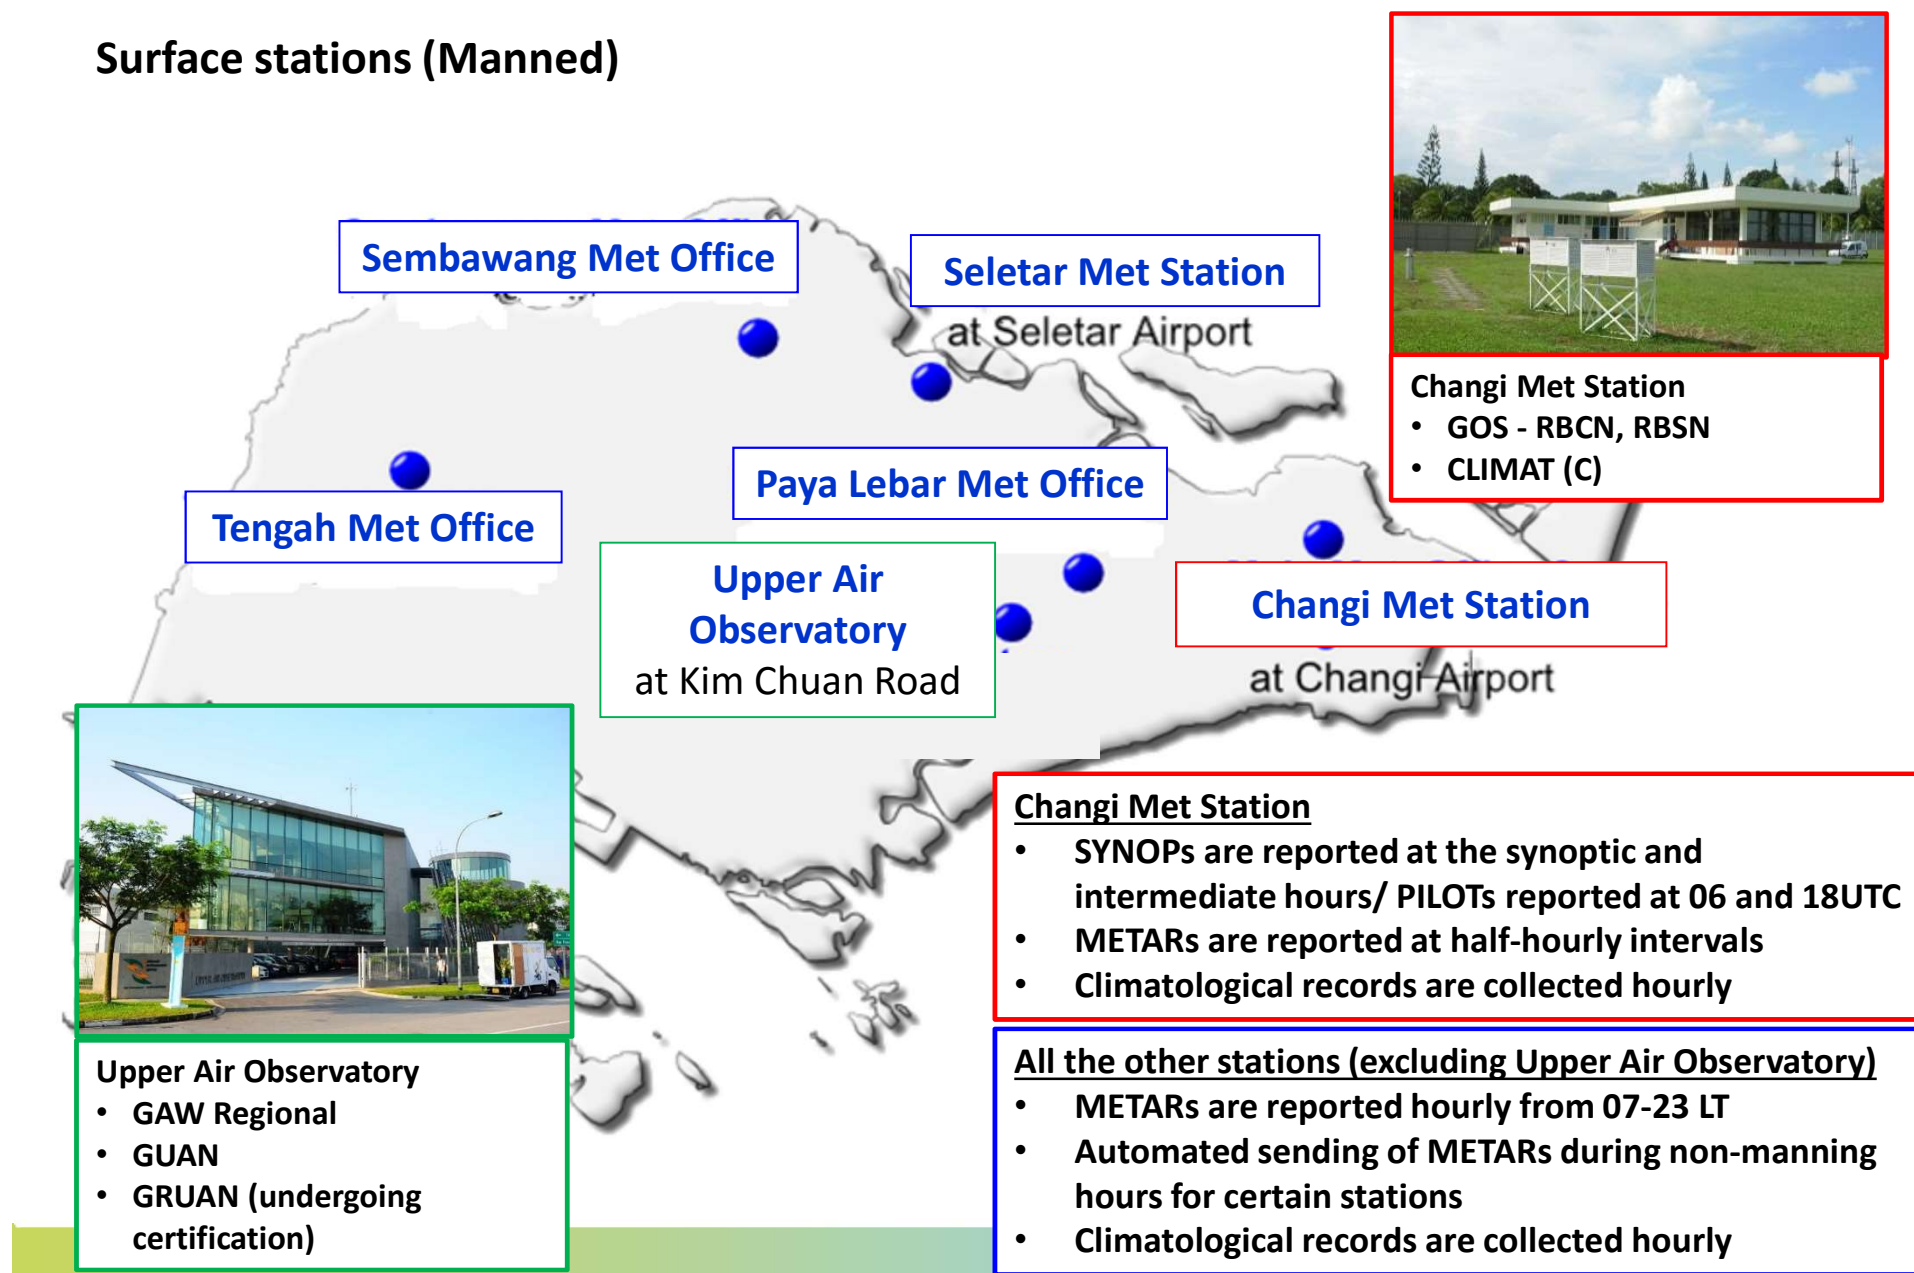 Surface stations (Manned)
Sembawang Met Office
Seletar Met Station
at Seletar Airport
Changi Met Station
• GOS - RBCN, RBSN
• CLIMAT (C)
Paya Lebar Met Office
Tengah Met Office
Upper Air
Observatory
at Kim Chuan Road
Changi Met Station
at Changi Airport
Changi Met Station
• SYNOPs are reported at the synoptic and
intermediate hours/ PILOTs reported at 06 and 18UTC
• METARs are reported at half-hourly intervals
• Climatological records are collected hourly
Upper Air Observatory
• GAW Regional
• GUAN
• GRUAN (undergoing
certification)
All the other stations (excluding Upper Air Observatory)
• METARs are reported hourly from 07-23 LT
• Automated sending of METARs during non-manning
hours for certain stations
• Climatological records are collected hourly